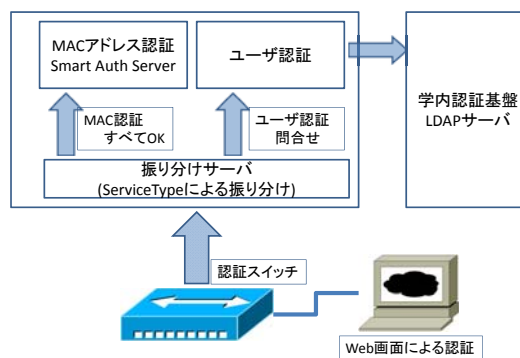 MACアドレス認証
Smart Auth Server
ユーザ認証
学内認証基盤
LDAPサーバ
MAC認証
すべてOK
ユーザ認証
問合せ
振り分けサーバ
(ServiceTypeによる振り分け)
認証スイッチ
Web画面による認証